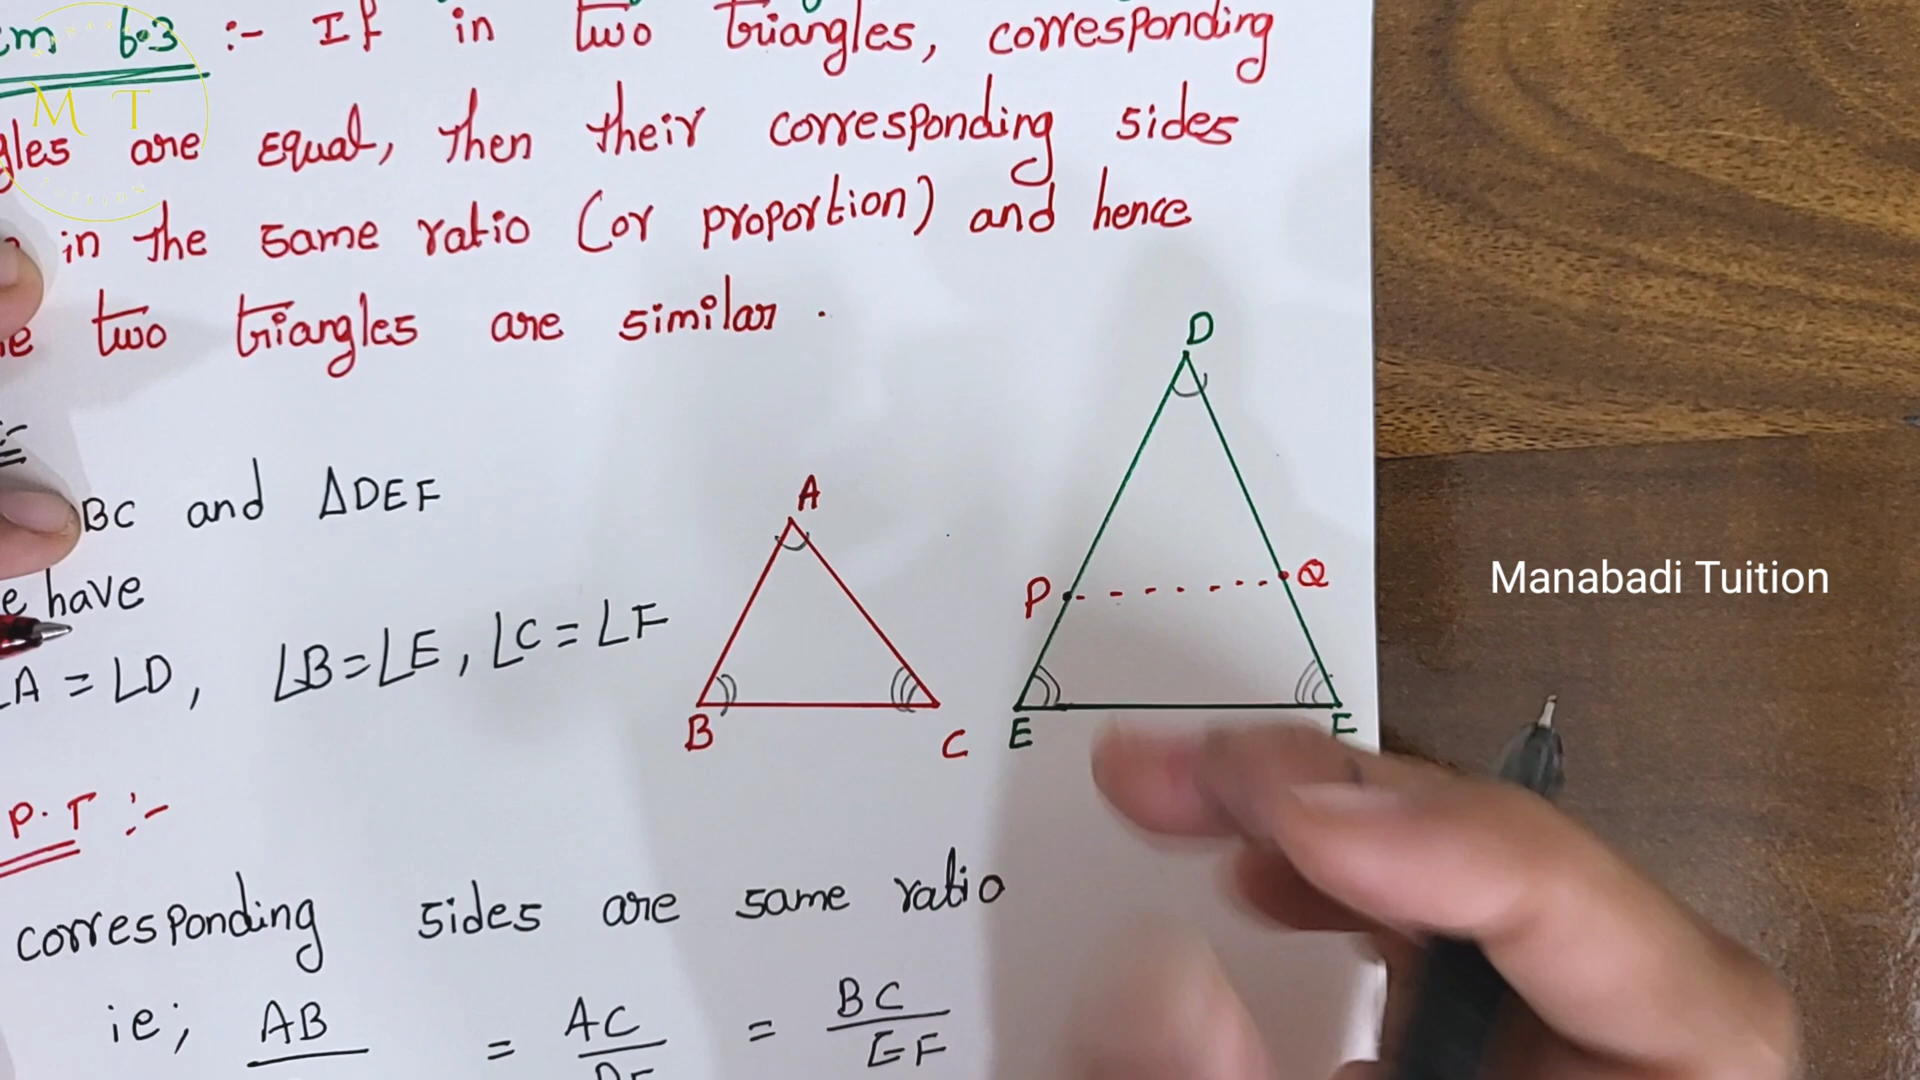 em 6.3 :- If in two triangles, corresponding
gles are equal, then their corresponding sides
in the same ratio (or proportion) and hence
two triangles are similar.
BC and ΔDEF
have
∠A = ∠D, ∠B = ∠E, ∠C = ∠F
P.T :-
corresponding sides are same ratio
ie; AB = AC = BC
EF
A
B
C
D
P
Q
E
F
M T
Manabadi Tuition